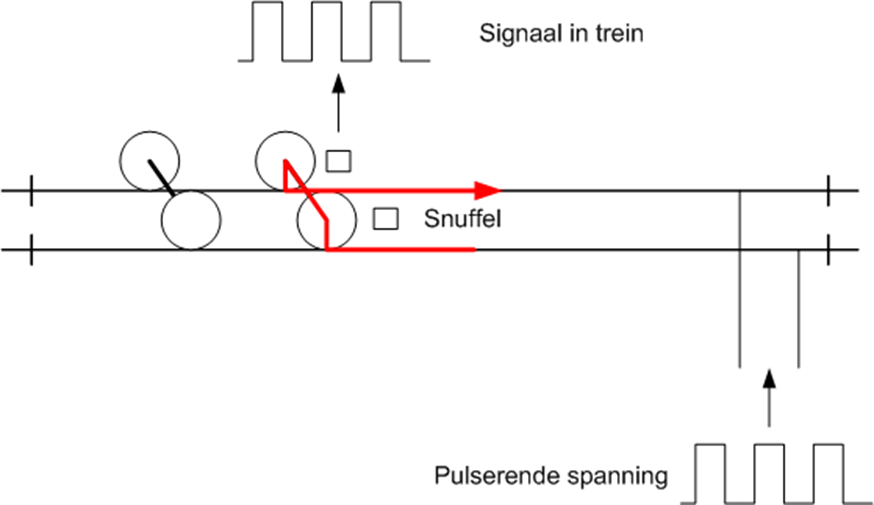 Signaal in trein
Snuffel
Pulserende spanning